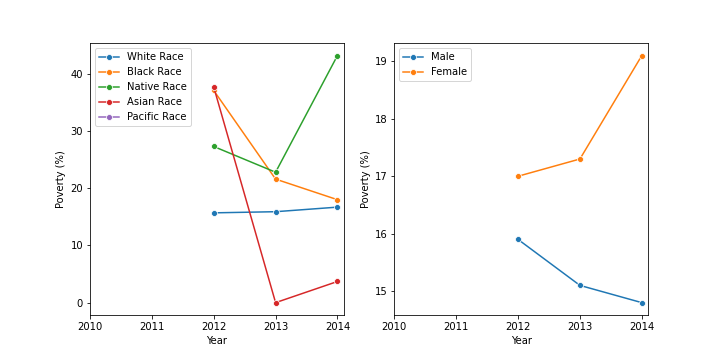 White Race
Black Race
Native Race
Asian Race
Pacific Race
40
30
20
10
0
Poverty (%)
2010 2011 2012 2013 2014
Year
Male
Female
19
18
17
16
15
Poverty (%)
2010 2011 2012 2013 2014
Year